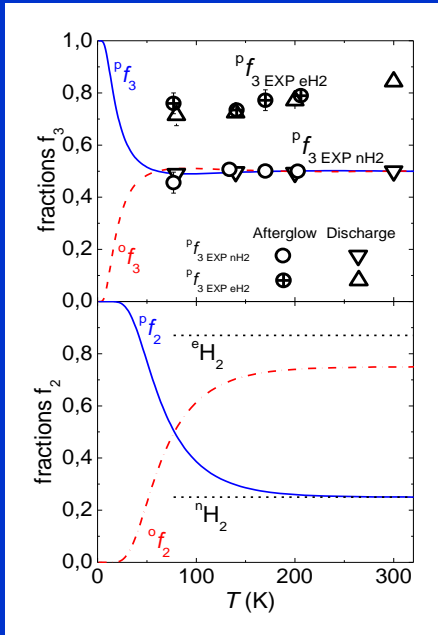 1,0
0,8
0,6
0,4
0,2
0,0
fractions f₃
ᵖf₃
ᵒf₃
ᵖf₃ EXP eH2
ᵖf₃ EXP nH2
Afterglow Discharge
ᵖf₃ EXP nH2
ᵖf₃ EXP eH2
0,8
0,6
0,4
0,2
0,0
fractions f₂
ᵖf₂
ᵒf₂
ᵉH₂
ⁿH₂
0 100 200 300
T (K)